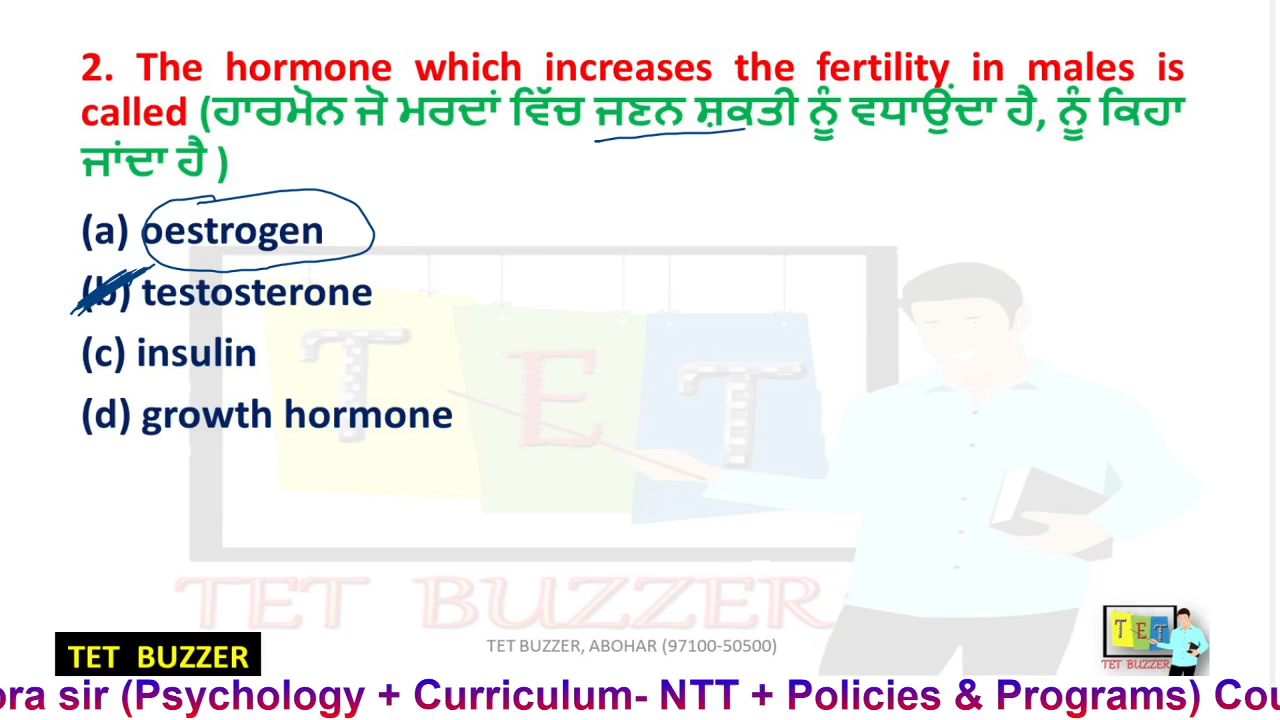 2. The hormone which increases the fertility in males is
called (ਹਾਰਮੋਨ ਜੋ ਮਰਦਾਂ ਵਿੱਚ ਜਣਨ ਸ਼ਕਤੀ ਨੂੰ ਵਧਾਉਂਦਾ ਹੈ, ਨੂੰ ਕਿਹਾ
ਜਾਂਦਾ ਹੈ )
(a) oestrogen
(b) testosterone
(c) insulin
(d) growth hormone
T E T
TET BUZZER
TET BUZZER, ABOHAR (97100-50500)
TET BUZZER
T E T
TET BUZZER
ora sir (Psychology + Curriculum- NTT + Policies & Programs) Cou